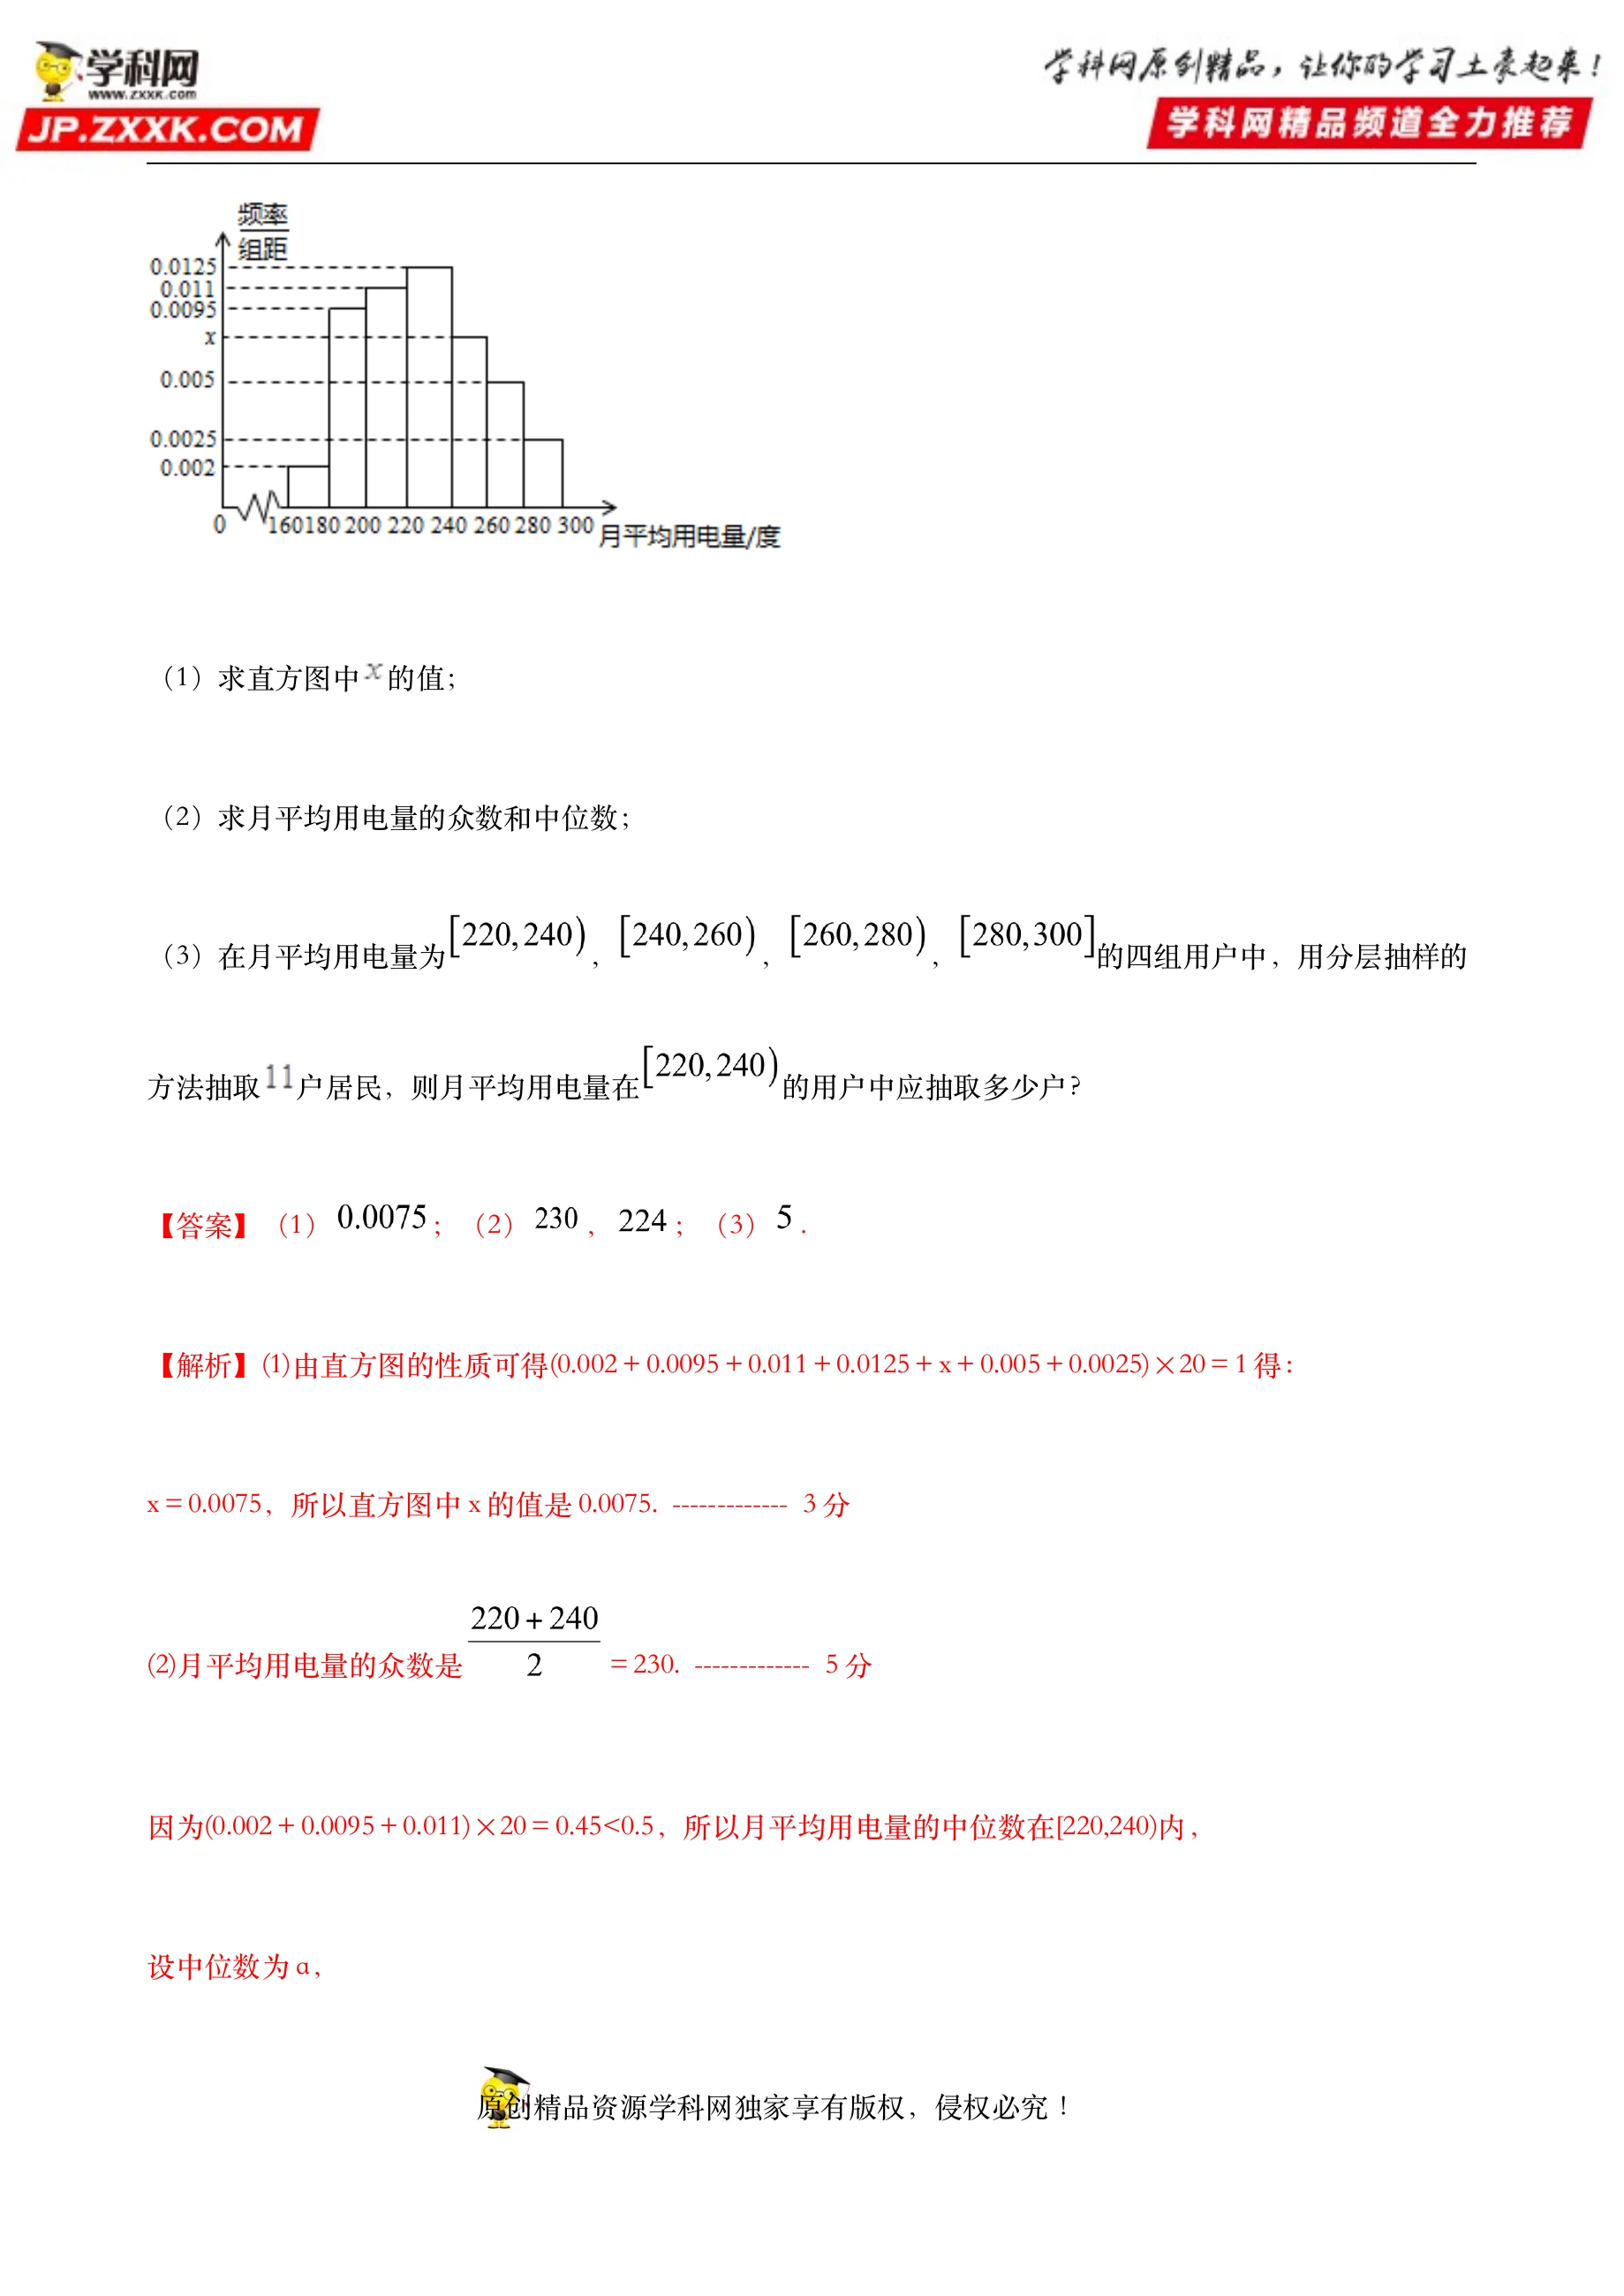 学科网
www.zxxk.com
JP.ZXXK.COM
学科网原创精品，让你的学习土豪起来！
学科网精品频道全力推荐
频率
组距
0.0125
0.011
0.0095
x
0.005
0.0025
0.002
0 160 180 200 220 240 260 280 300 月平均用电量/度
（1）求直方图中 x 的值；
（2）求月平均用电量的众数和中位数；
（3）在月平均用电量为[220,240)，[240,260)，[260,280)，[280,300]的四组用户中，用分层抽样的
方法抽取 11 户居民，则月平均用电量在[220,240)的用户中应抽取多少户？
【答案】（1）0.0075；（2）230，224；（3）5．
【解析】(1)由直方图的性质可得(0.002+0.0095+0.011+0.0125+x+0.005+0.0025)×20=1 得：
x=0.0075，所以直方图中 x 的值是 0.0075. ------------- 3 分
(2)月平均用电量的众数是 \frac{220+240}{2} =230. ------------- 5 分
因为(0.002+0.0095+0.011)×20=0.45<0.5，所以月平均用电量的中位数在[220,240)内，
设中位数为 a，
原创精品资源学科网独家享有版权，侵权必究！